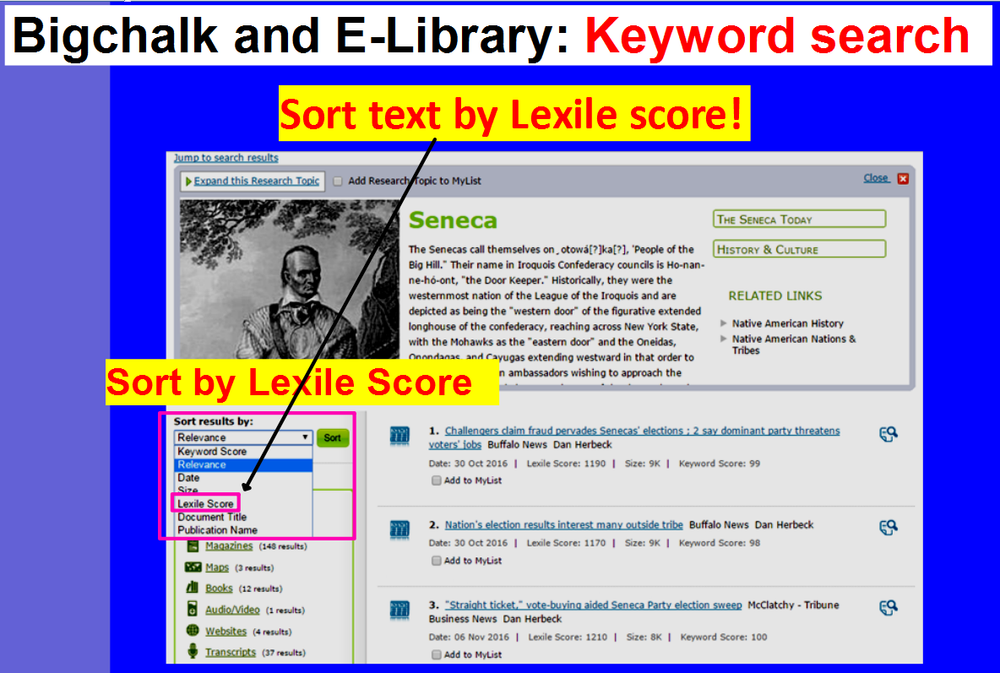 Bigchalk and E-Library: Keyword search
Sort text by Lexile score!
Jump to search results
Expand this Research Topic
Add Research Topic to MyList
Close
Seneca
The Senecas call themselves on¸otowá[?]ka[?], 'People of the
Big Hill." Their name in Iroquois Confederacy councils is Ho-nan-
ne-hó-ont, "the Door Keeper." Historically, they were the
westernmost nation of the League of the Iroquois and are
depicted as being the "western door" of the figurative extended
longhouse of the confederacy, reaching across New York State,
with the Mohawks as the "eastern door" and the Oneidas,
Onondagas, and Cayugas extending westward in that order to
ambassadors wishing to approach the
THE SENECA TODAY
HISTORY & CULTURE
RELATED LINKS
Native American History
Native American Nations &
Tribes
Sort by Lexile Score
Sort results by:
Relevance
Sort
Keyword Score
Relevance
Date
Size
Lexile Score
Document Title
Publication Name
Magazines (148 results)
Maps (3 results)
Books (12 results)
Audio/Video (1 results)
Websites (4 results)
Transcripts (37 results)
1. Challengers claim fraud pervades Senecas' elections ; 2 say dominant party threatens
voters' jobs Buffalo News Dan Herbeck
Date: 30 Oct 2016 | Lexile Score: 1190 | Size: 9K | Keyword Score: 99
Add to MyList
2. Nation's election results interest many outside tribe Buffalo News Dan Herbeck
Date: 30 Oct 2016 | Lexile Score: 1170 | Size: 9K | Keyword Score: 98
Add to MyList
3. "Straight ticket," vote-buying aided Seneca Party election sweep McClatchy - Tribune
Business News Dan Herbeck
Date: 06 Nov 2016 | Lexile Score: 1210 | Size: 8K | Keyword Score: 100
Add to MyList